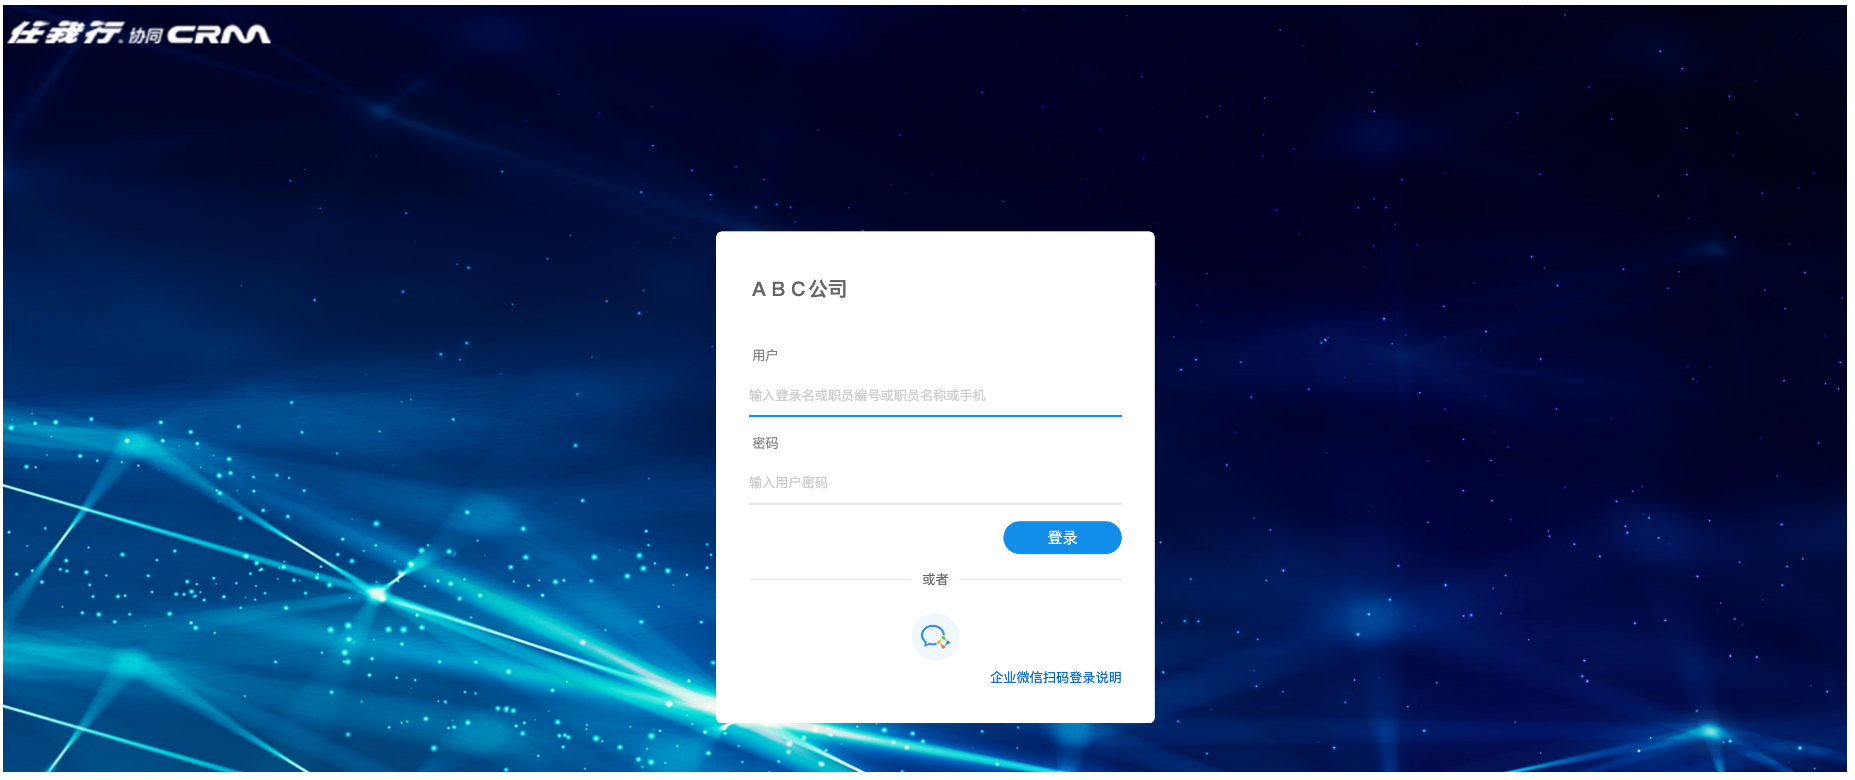 任我行 协同CRM
ＡＢＣ公司
用户
输入登录名或职员编号或职员名称或手机
密码
输入用户密码
登录
或者
企业微信扫码登录说明